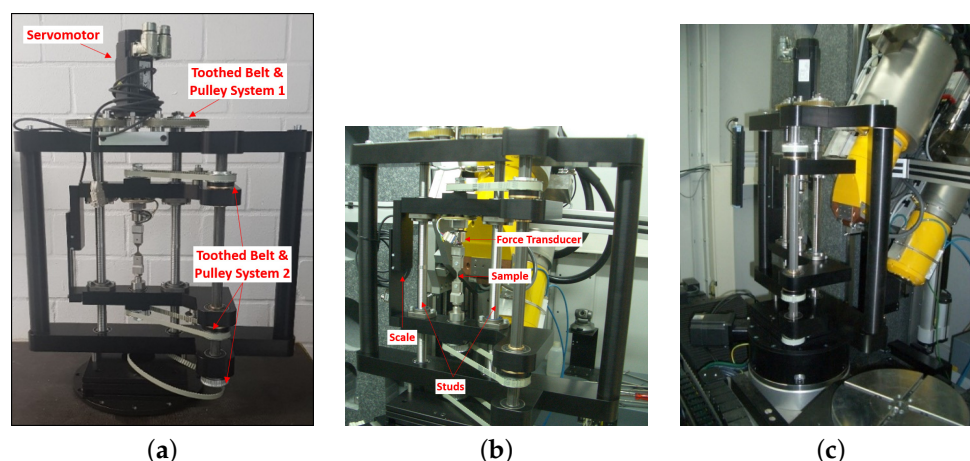 Servomotor
Toothed Belt &
Pulley System 1
Toothed Belt &
Pulley System 2
Force Transducer
Sample
Scale
Studs
(a)
(b)
(c)